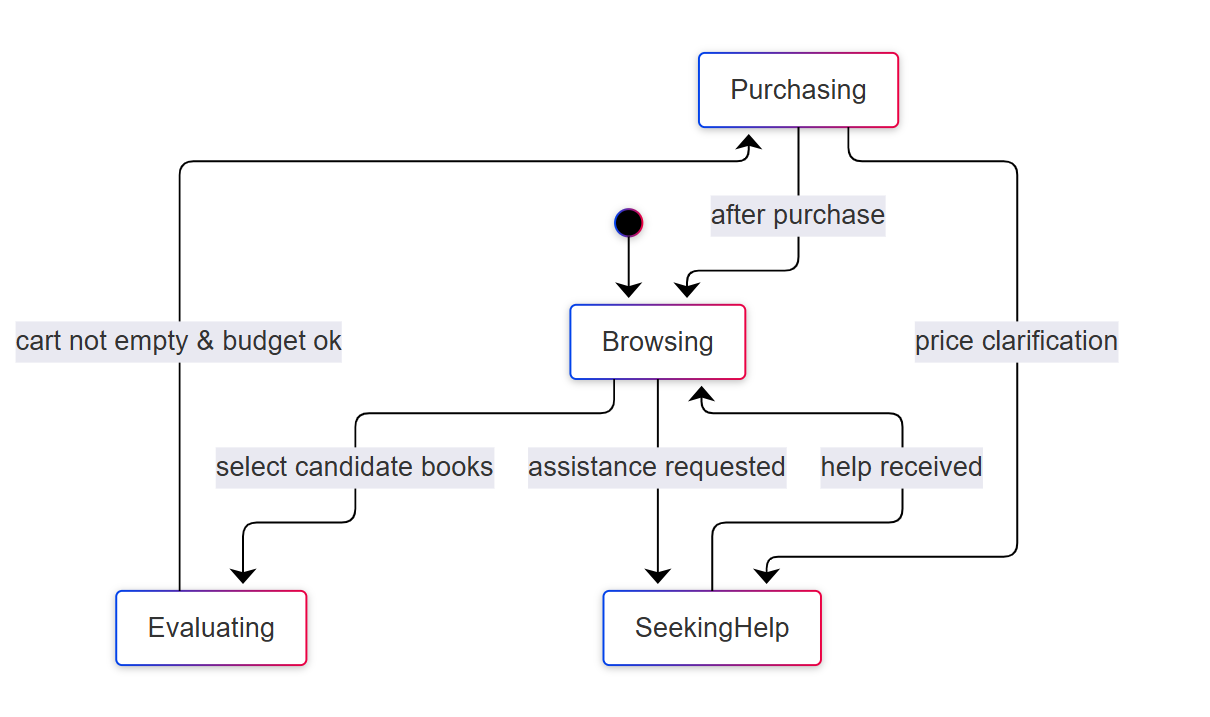 Purchasing
after purchase
cart not empty & budget ok
Browsing
price clarification
select candidate books
assistance requested
help received
Evaluating
SeekingHelp